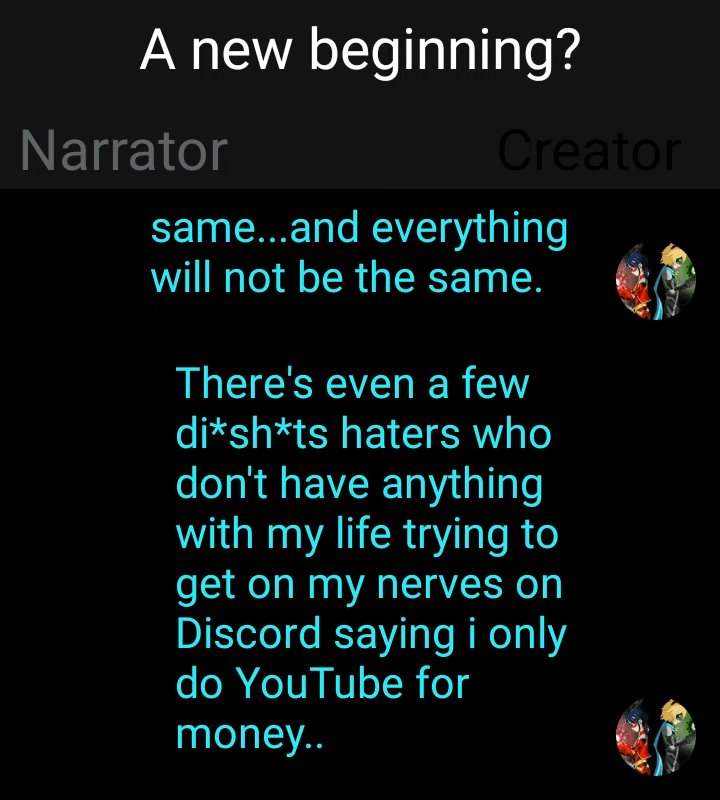 A new beginning?
Narrator Creator
same...and everything
will not be the same.
There's even a few
di*sh*ts haters who
don't have anything
with my life trying to
get on my nerves on
Discord saying i only
do YouTube for
money..